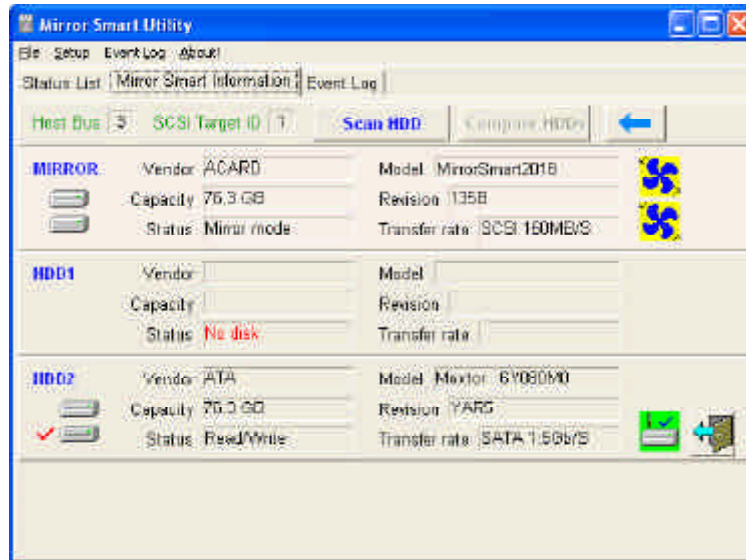 Mirror Smart Utility
File Setup Event Log About!
Status List Mirror Smart Information Event Log
Host Bus 3 SCSI Target ID 1 Scan HDD Compare HDDs
MIRROR Vendor ACARD Model MirrorSmart2018
Capacity 76.3 GB Revision 135B
Status Mirror mode Transfer rate SCSI 160MB/S
HDD1 Vendor Model
Capacity Revision
Status No disk Transfer rate
HDD2 Vendor ATA Model Maxtor 6Y080M0
Capacity 76.3 GB Revision YAR5
Status Read/Write Transfer rate SATA 1.5Gb/S